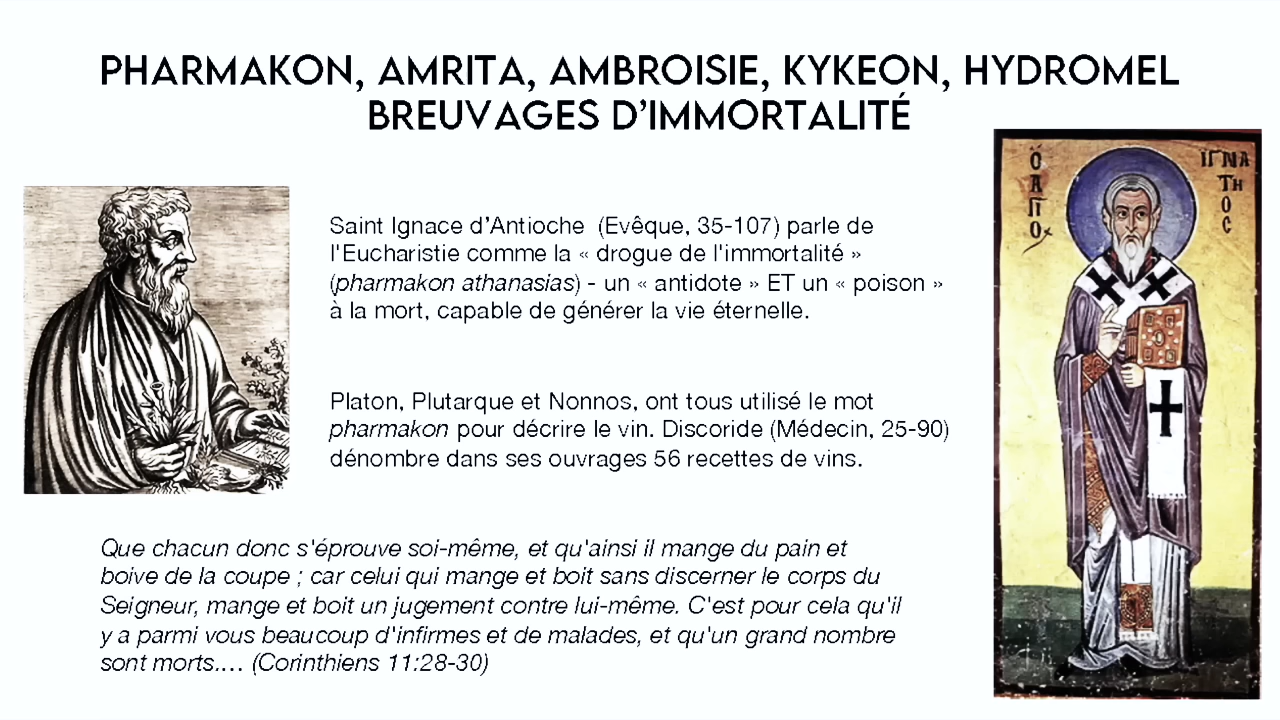 PHARMAKON, AMRITA, AMBROISIE, KYKEON, HYDROMEL
BREUVAGES D'IMMORTALITÉ
Saint Ignace d'Antioche (Evêque, 35-107) parle de
l'Eucharistie comme la « drogue de l'immortalité »
(pharmakon athanasias) - un « antidote » ET un « poison »
à la mort, capable de générer la vie éternelle.
Platon, Plutarque et Nonnos, ont tous utilisé le mot
pharmakon pour décrire le vin. Discoride (Médecin, 25-90)
dénombre dans ses ouvrages 56 recettes de vins.
Que chacun donc s'éprouve soi-même, et qu'ainsi il mange du pain et
boive de la coupe ; car celui qui mange et boit sans discerner le corps du
Seigneur, mange et boit un jugement contre lui-même. C'est pour cela qu'il
y a parmi vous beaucoup d'infirmes et de malades, et qu'un grand nombre
sont morts.… (Corinthiens 11:28-30)
Ὁ
Α
Γ
Ι
Ο
ΙΓΝΑ
ΤΗ
Ο
C